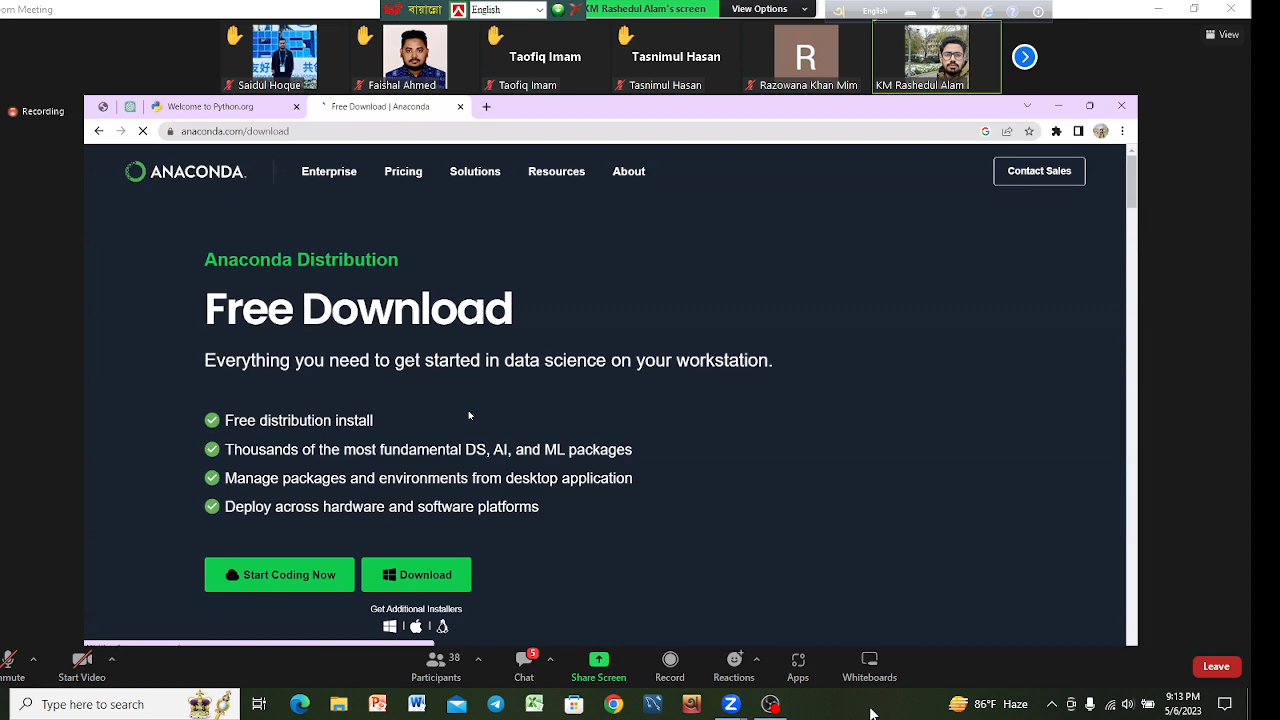 oom Meeting
বায়ান্নো
English
KM Rashedul Alam's screen
View Options
English
Taofiq Imam
Tasnimul Hasan
R
View
Saidul Hoque
Faishal Ahmed
Taofiq Imam
Tasnimul Hasan
Razowana Khan Mim
KM Rashedul Alam
Recording
Welcome to Python.org
Free Download | Anaconda
anaconda.com/download
ANACONDA.
Enterprise
Pricing
Solutions
Resources
About
Contact Sales
Anaconda Distribution
Free Download
Everything you need to get started in data science on your workstation.
Free distribution install
Thousands of the most fundamental DS, AI, and ML packages
Manage packages and environments from desktop application
Deploy across hardware and software platforms
Start Coding Now
Download
Get Additional Installers
38
5
nmute
Start Video
Participants
Chat
Share Screen
Record
Reactions
Apps
Whiteboards
Leave
Type here to search
86°F Haze
9:13 PM
5/6/2023